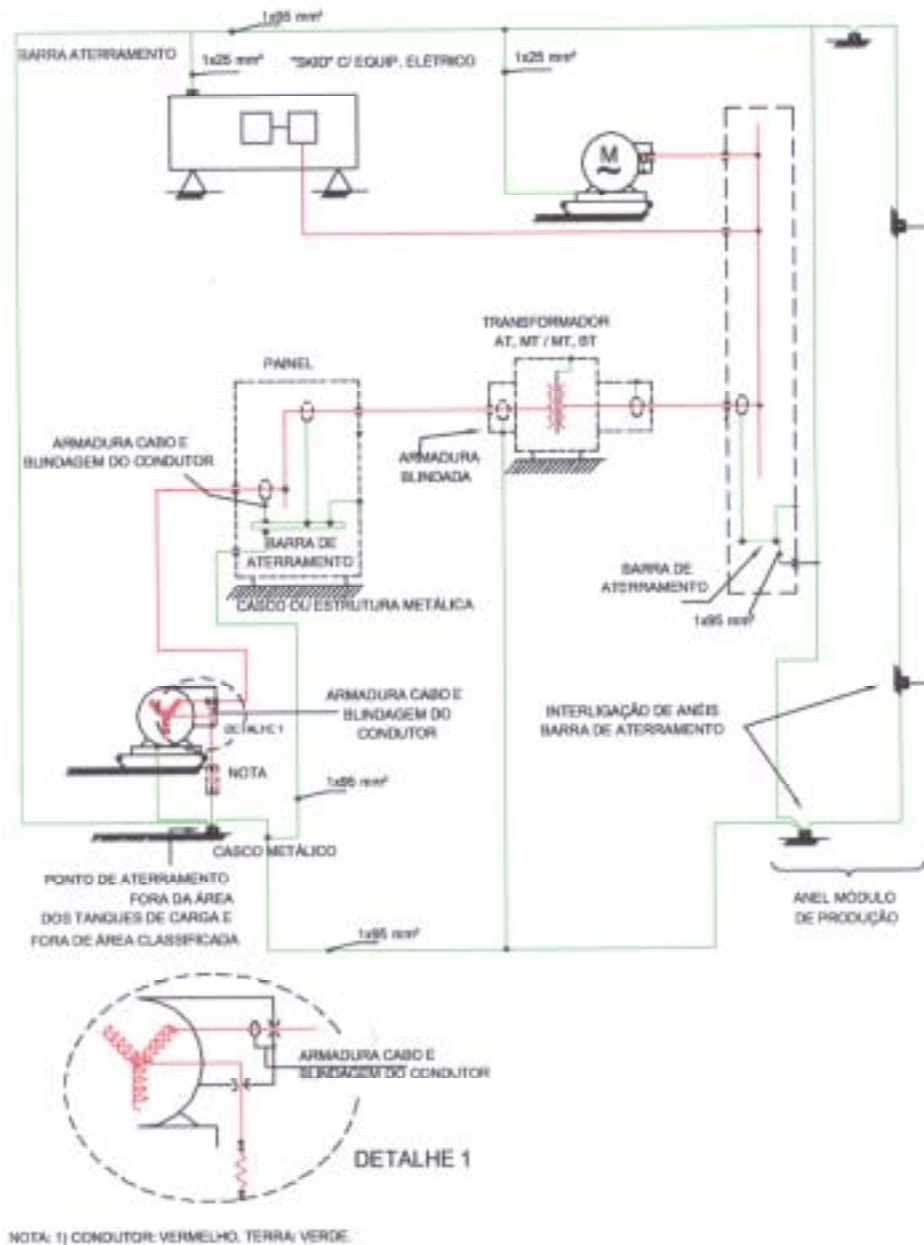 1x95 mm²
BARRA ATERRAMENTO
1x25 mm²
"SKID" C/ EQUIP. ELÉTRICO
1x25 mm²
M
~
TRANSFORMADOR
AT, MT / MT, BT
PAINEL
ARMADURA CABO E
BLINDAGEM DO CONDUTOR
ARMADURA
BLINDADA
BARRA DE
ATERRAMENTO
BARRA DE
ATERRAMENTO
CASCO OU ESTRUTURA METÁLICA
1x95 mm²
ARMADURA CABO E
BLINDAGEM DO
CONDUTOR
DETALHE 1
INTERLIGAÇÃO DE ANÉIS
BARRA DE ATERRAMENTO
NOTA
1x95 mm²
CASCO METÁLICO
PONTO DE ATERRAMENTO
FORA DA ÁREA
DOS TANQUES DE CARGA E
FORA DE ÁREA CLASSIFICADA
ANEL MÓDULO
DE PRODUÇÃO
1x95 mm²
ARMADURA CABO E
BLINDAGEM DO CONDUTOR
DETALHE 1
NOTA: 1) CONDUTOR: VERMELHO, TERRA: VERDE.